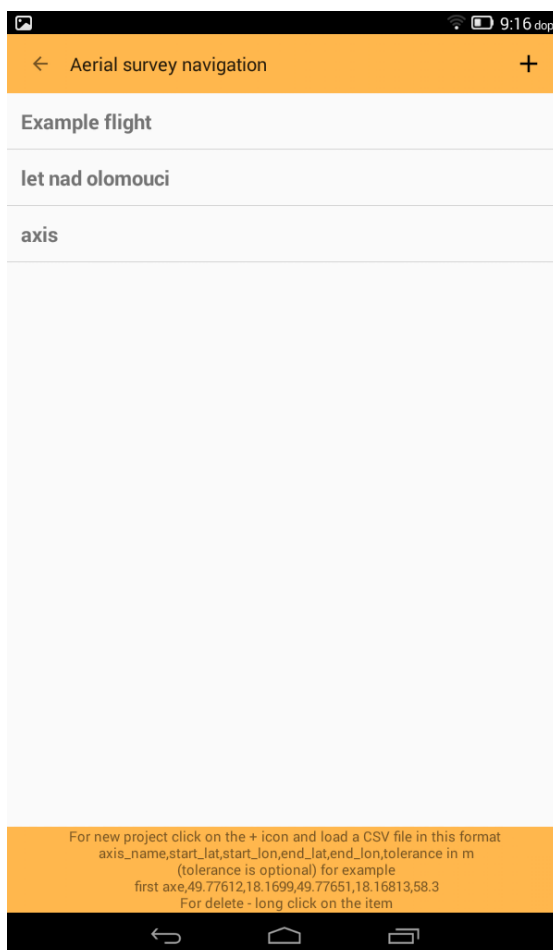 9:16 dop
Aerial survey navigation
Example flight
let nad olomouci
axis
For new project click on the + icon and load a CSV file in this format
axis_name,start_lat,start_lon,end_lat,end_lon,tolerance in m
(tolerance is optional) for example
first axe,49.77612,18.1699,49.77651,18.16813,58.3
For delete - long click on the item